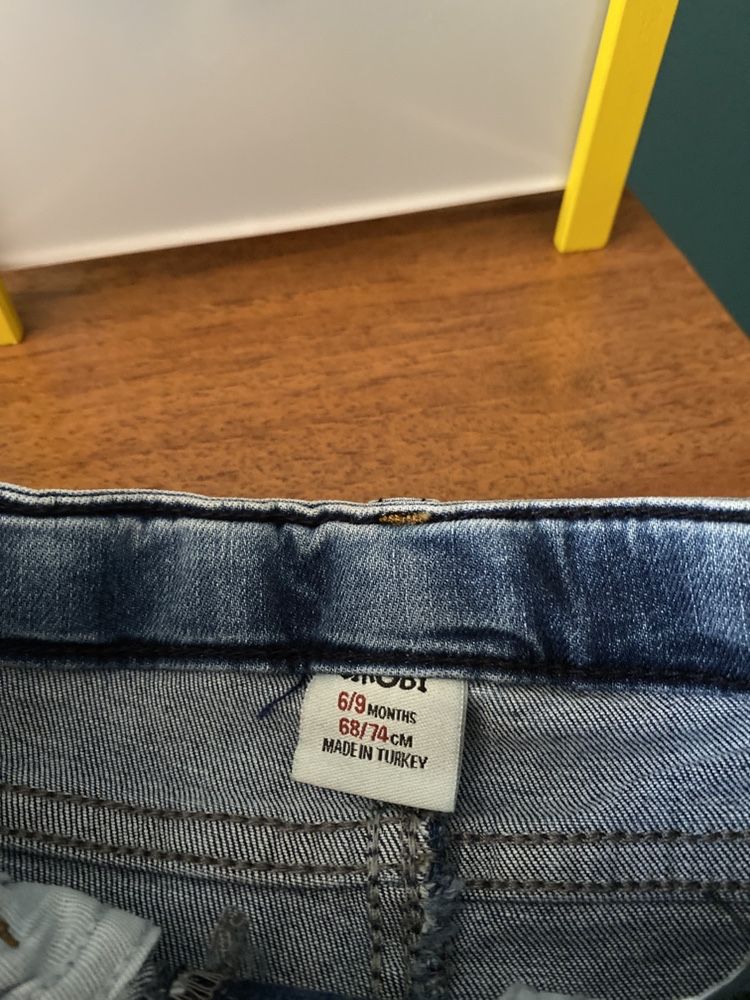 6/9 MONTHS
68/74 CM
MADE IN TURKEY